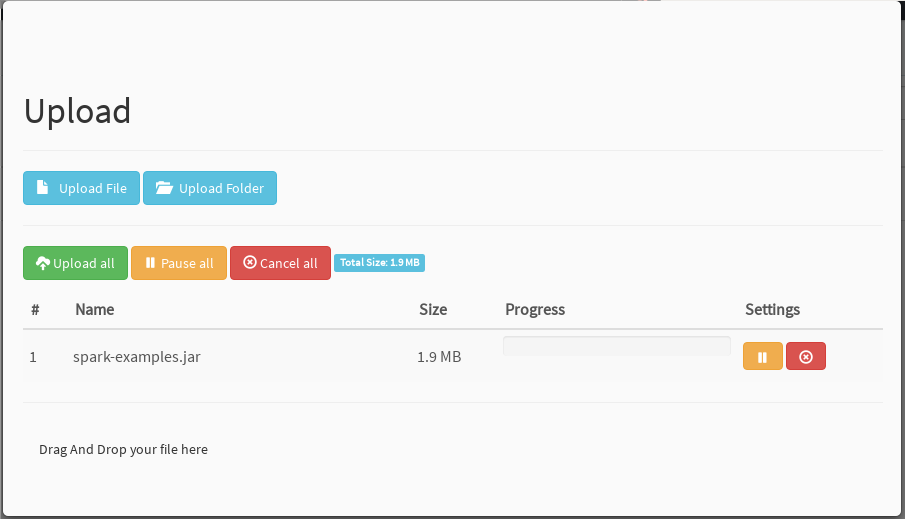 Upload
Upload File Upload Folder
Upload all Pause all Cancel all Total Size: 1.9 MB
# Name Size Progress Settings
1 spark-examples.jar 1.9 MB
Drag And Drop your file here